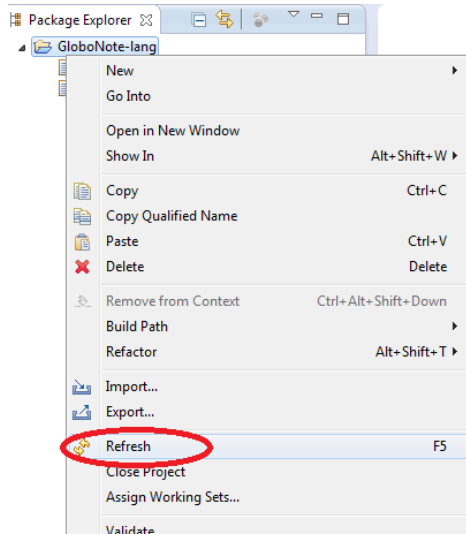 Package Explorer
GloboNote-lang
New
Go Into
Open in New Window
Show In Alt+Shift+W
Copy Ctrl+C
Copy Qualified Name
Paste Ctrl+V
Delete Delete
Remove from Context Ctrl+Alt+Shift+Down
Build Path
Refactor Alt+Shift+T
Import...
Export...
Refresh F5
Close Project
Assign Working Sets...
Validate